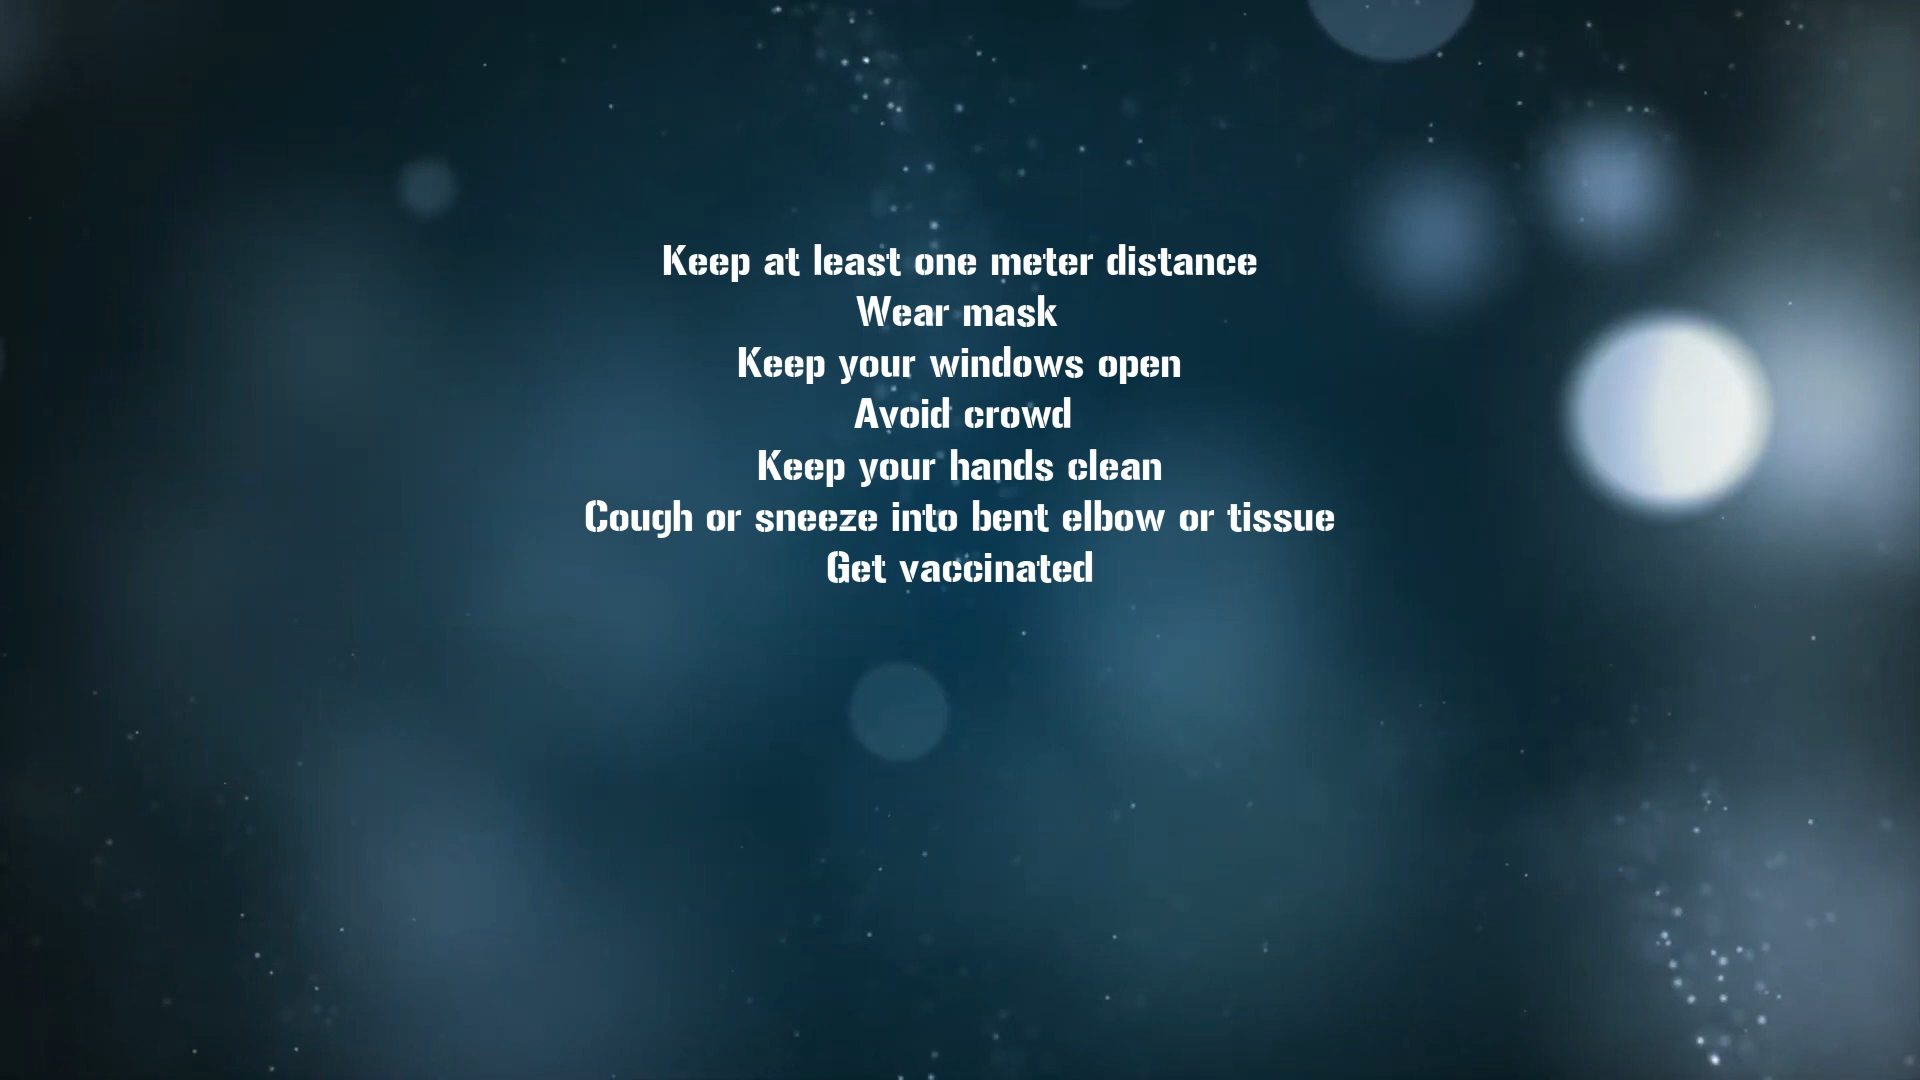 Keep at least one meter distance
Wear mask
Keep your windows open
Avoid crowd
Keep your hands clean
Cough or sneeze into bent elbow or tissue
Get vaccinated